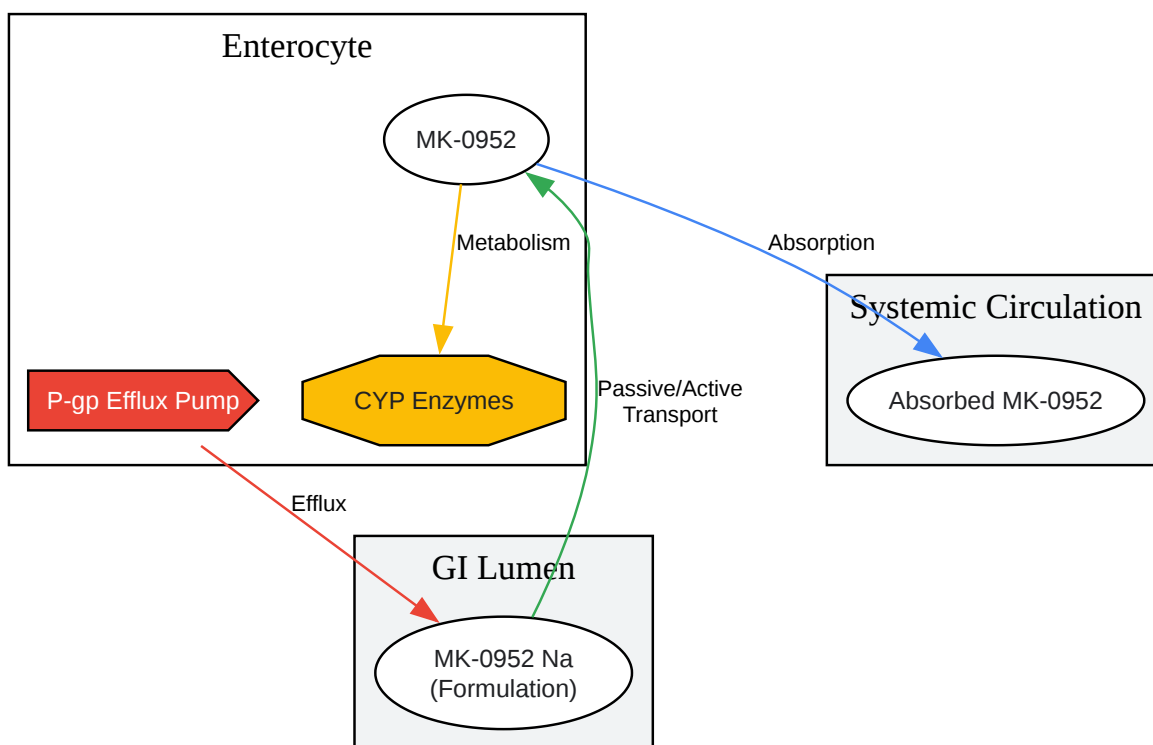 Enterocyte
MK-0952
Metabolism
Absorption
Systemic Circulation
P-gp Efflux Pump
CYP Enzymes
Passive/Active
Transport
Absorbed MK-0952
Efflux
GI Lumen
MK-0952 Na
(Formulation)